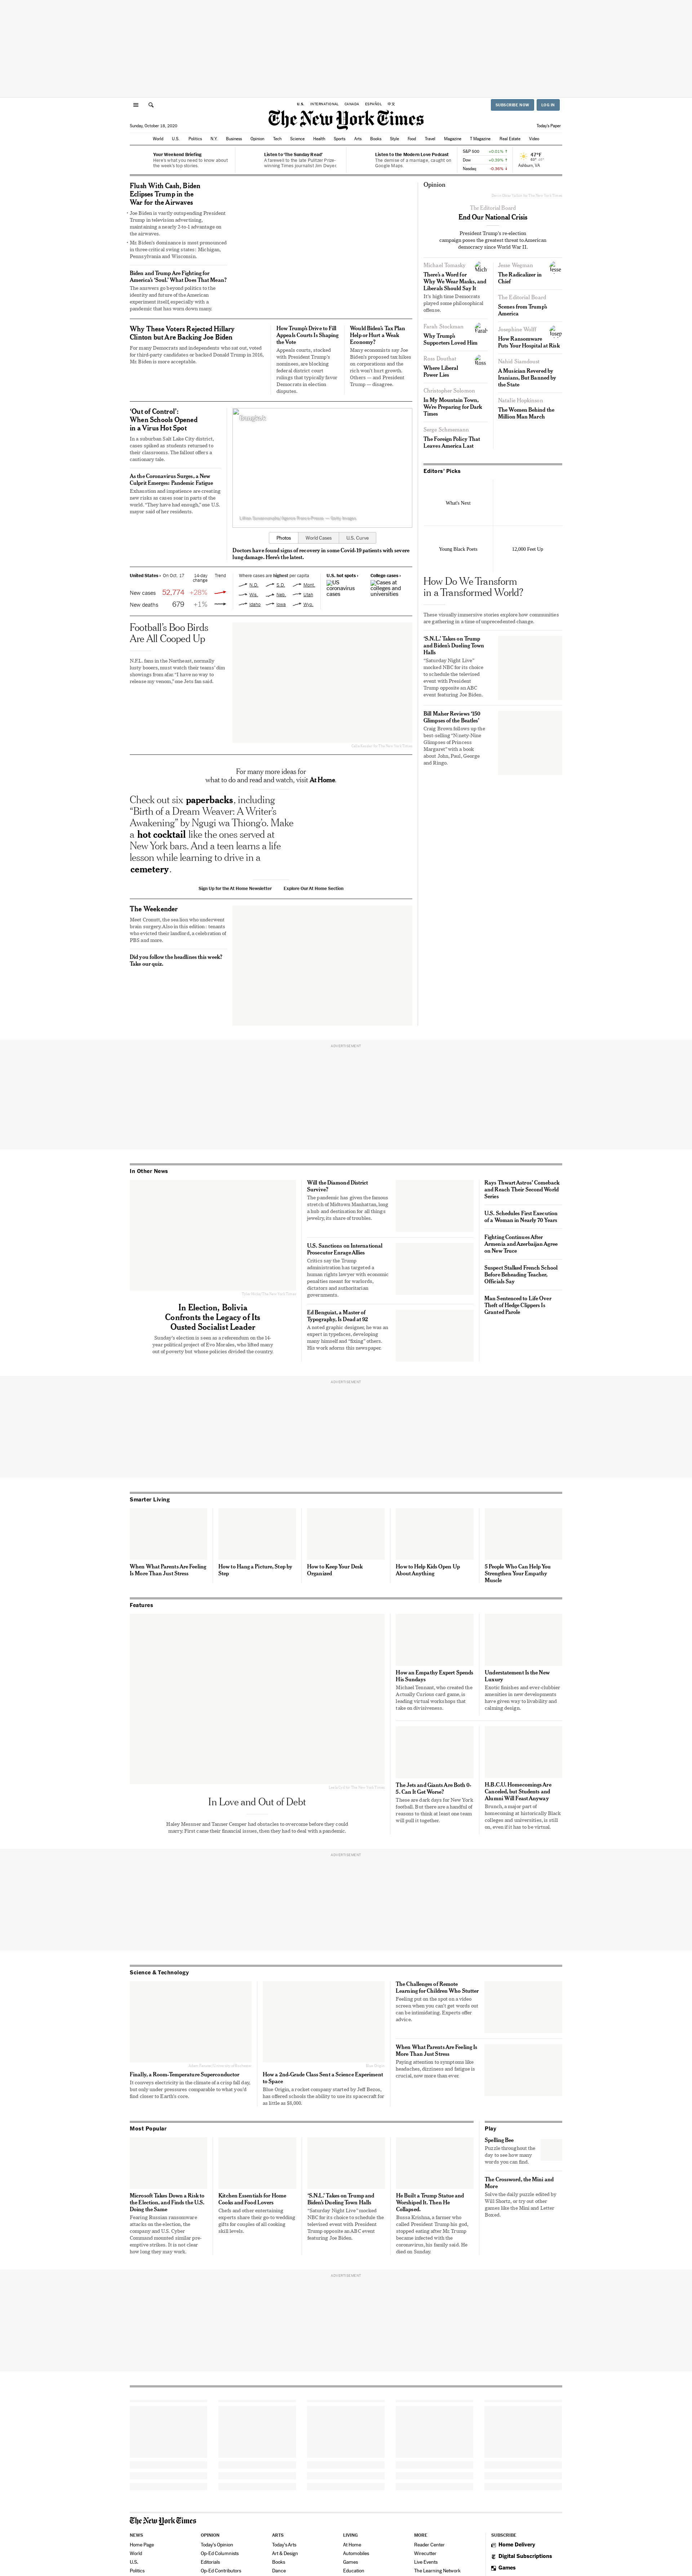 U.S. INTERNATIONAL CANADA ESPAÑOL 中文
SUBSCRIBE NOW LOG IN
The New York Times
Sunday, October 18, 2020
Today's Paper
World U.S. Politics N.Y. Business Opinion Tech Science Health Sports Arts Books Style Food Travel Magazine T Magazine Real Estate Video
Your Weekend Briefing
Here's what you need to know about
the week's top stories.
Listen to 'The Sunday Read'
A farewell to the late Pulitzer Prize-
winning Times journalist Jim Dwyer.
Listen to the Modern Love Podcast
The demise of a marriage, caught on
Google Maps.
S&P 500 +0.01% ↑
Dow +0.39% ↑
Nasdaq -0.36% ↓
Ashburn, VA
Flush With Cash, Biden
Eclipses Trump in the
War for the Airwaves
• Joe Biden is vastly outspending President
Trump in television advertising,
maintaining a nearly 2-to-1 advantage on
the airwaves.
• Mr. Biden's dominance is most pronounced
in three critical swing states: Michigan,
Pennsylvania and Wisconsin.
Biden and Trump Are Fighting for
America's 'Soul.' What Does That Mean?
The answers go beyond politics to the
identity and future of the American
experiment itself, especially with a
pandemic that has worn down many.
Why These Voters Rejected Hillary
Clinton but Are Backing Joe Biden
For many Democrats and independents who sat out, voted
for third-party candidates or backed Donald Trump in 2016,
Mr. Biden is more acceptable.
How Trump's Drive to Fill
Appeals Courts Is Shaping
the Vote
Appeals courts, stocked
with President Trump's
nominees, are blocking
federal district court
rulings that typically favor
Democrats in election
disputes.
Would Biden's Tax Plan
Help or Hurt a Weak
Economy?
Many economists say Joe
Biden's proposed tax hikes
on corporations and the
rich won't hurt growth.
Others — and President
Trump — disagree.
'Out of Control':
When Schools Opened
in a Virus Hot Spot
In a suburban Salt Lake City district,
cases spiked as students returned to
their classrooms. The fallout offers a
cautionary tale.
As the Coronavirus Surges, a New
Culprit Emerges: Pandemic Fatigue
Exhaustion and impatience are creating
new risks as cases soar in parts of the
world. "They have had enough," one U.S.
mayor said of her residents.
Photos World Cases U.S. Curve
Doctors have found signs of recovery in some Covid-19 patients with severe
lung damage. Here's the latest.
United States › On Oct. 17 14-day
change Trend
New cases 52,774 +28%
New deaths 679 +1%
Where cases are highest per capita
N.D. S.D. Mont.
Wis. Neb. Utah
Idaho Iowa Wyo.
U.S. hot spots ›
US
coronavirus
cases
College cases ›
Cases at
colleges and
universities
Football's Boo Birds
Are All Cooped Up
N.F.L. fans in the Northeast, normally
lusty booers, must watch their teams' dim
showings from afar. "I have no way to
release my venom," one Jets fan said.
For many more ideas for
what to do and read and watch, visit At Home.
Check out six paperbacks, including
"Birth of a Dream Weaver: A Writer's
Awakening" by Ngugi wa Thiong'o. Make
a hot cocktail like the ones served at
New York bars. And a teen learns a life
lesson while learning to drive in a
cemetery.
Sign Up for the At Home Newsletter Explore Our At Home Section
The Weekender
Meet Cronutt, the sea lion who underwent
brain surgery. Also in this edition: tenants
who evicted their landlord, a celebration of
PBS and more.
Did you follow the headlines this week?
Take our quiz.
Opinion
The Editorial Board
End Our National Crisis
President Trump's re-election
campaign poses the greatest threat to American
democracy since World War II.
Michael Tomasky
There's a Word for
Why We Wear Masks, and
Liberals Should Say It
It's high time Democrats
played some philosophical
offense.
Farah Stockman
Why Trump's
Supporters Loved Him
Ross Douthat
Where Liberal
Power Lies
Christopher Solomon
In My Mountain Town,
We're Preparing for Dark
Times
Serge Schmemann
The Foreign Policy That
Leaves America Last
Jesse Wegman
The Radicalizer in
Chief
The Editorial Board
Scenes from Trump's
America
Josephine Wolff
How Ransomware
Puts Your Hospital at Risk
Nahid Siamdoust
A Musician Revered by
Iranians, But Banned by
the State
Natalie Hopkinson
The Women Behind the
Million Man March
Editors' Picks
What's Next
Young Black Poets
12,000 Feet Up
How Do We Transform
in a Transformed World?
These visually immersive stories explore how communities
are gathering in a time of unprecedented change.
'S.N.L.' Takes on Trump
and Biden's Dueling Town
Halls
"Saturday Night Live"
mocked NBC for its choice
to schedule the televised
event with President
Trump opposite an ABC
event featuring Joe Biden.
Bill Maher Reviews '150
Glimpses of the Beatles'
Craig Brown follows up the
best-selling "Ninety-Nine
Glimpses of Princess
Margaret" with a book
about John, Paul, George
and Ringo.
ADVERTISEMENT
In Other News
In Election, Bolivia
Confronts the Legacy of Its
Ousted Socialist Leader
Sunday's election is seen as a referendum on the 14-
year political project of Evo Morales, who lifted many
out of poverty but whose policies divided the country.
Will the Diamond District
Survive?
The pandemic has given the famous
stretch of Midtown Manhattan, long
a hub and destination for all things
jewelry, its share of troubles.
U.S. Sanctions on International
Prosecutor Enrage Allies
Critics say the Trump
administration has targeted a
human rights lawyer with economic
penalties meant for warlords,
dictators and authoritarian
governments.
Ed Benguiat, a Master of
Typography, Is Dead at 92
A noted graphic designer, he was an
expert in typefaces, developing
many himself and "fixing" others.
His work adorns this newspaper.
Rays Thwart Astros' Comeback
and Reach Their Second World
Series
U.S. Schedules First Execution
of a Woman in Nearly 70 Years
Fighting Continues After
Armenia and Azerbaijan Agree
on New Truce
Suspect Stalked French School
Before Beheading Teacher,
Officials Say
Man Sentenced to Life Over
Theft of Hedge Clippers Is
Granted Parole
ADVERTISEMENT
Smarter Living
When What Parents Are Feeling
Is More Than Just Stress
How to Hang a Picture, Step by
Step
How to Keep Your Desk
Organized
How to Help Kids Open Up
About Anything
5 People Who Can Help You
Strengthen Your Empathy
Muscle
Features
In Love and Out of Debt
Haley Messner and Tanner Cemper had obstacles to overcome before they could
marry. First came their financial issues, then they had to deal with a pandemic.
How an Empathy Expert Spends
His Sundays
Michael Tennant, who created the
Actually Curious card game, is
leading virtual workshops that
take on divisiveness.
Understatement Is the New
Luxury
Exotic finishes and ever clubbier
amenities in new developments
have given way to livability and
calming design.
The Jets and Giants Are Both 0-
5. Can It Get Worse?
These are dark days for New York
football. But there are a handful of
reasons to think at least one team
will pull it together.
H.B.C.U. Homecomings Are
Canceled, but Students and
Alumni Will Feast Anyway
Brunch, a major part of
homecoming at historically Black
colleges and universities, is still
on, even if it has to be virtual.
ADVERTISEMENT
Science & Technology
Finally, a Room-Temperature Superconductor
It conveys electricity in the climate of a crisp fall day,
but only under pressures comparable to what you'd
find closer to Earth's core.
How a 2nd-Grade Class Sent a Science Experiment
to Space
Blue Origin, a rocket company started by Jeff Bezos,
has offered schools the ability to use its spacecraft for
as little as $8,000.
The Challenges of Remote
Learning for Children Who Stutter
Feeling put on the spot on a video
screen when you can't get words out
can be intimidating. Experts offer
advice.
When What Parents Are Feeling Is
More Than Just Stress
Paying attention to symptoms like
headaches, dizziness and fatigue is
crucial, now more than ever.
Most Popular
Microsoft Takes Down a Risk to
the Election, and Finds the U.S.
Doing the Same
Fearing Russian ransomware
attacks on the election, the
company and U.S. Cyber
Command mounted similar pre-
emptive strikes. It is not clear
how long they may work.
Kitchen Essentials for Home
Cooks and Food Lovers
Chefs and other entertaining
experts share their go-to wedding
gifts for couples of all cooking
skill levels.
'S.N.L.' Takes on Trump and
Biden's Dueling Town Halls
"Saturday Night Live" mocked
NBC for its choice to schedule the
televised event with President
Trump opposite an ABC event
featuring Joe Biden.
He Built a Trump Statue and
Worshiped It. Then He
Collapsed.
Bussa Krishna, a farmer who
called President Trump his god,
stopped eating after Mr. Trump
became infected with the
coronavirus, his family said. He
died on Sunday.
Play
Spelling Bee
Puzzle throughout the
day to see how many
words you can find.
The Crossword, the Mini and
More
Solve the daily puzzle edited by
Will Shortz, or try out other
games like the Mini and Letter
Boxed.
ADVERTISEMENT
The New York Times
NEWS
Home Page
World
U.S.
Politics
OPINION
Today's Opinion
Op-Ed Columnists
Editorials
Op-Ed Contributors
ARTS
Today's Arts
Art & Design
Books
Dance
LIVING
At Home
Automobiles
Games
Education
MORE
Reader Center
Wirecutter
Live Events
The Learning Network
SUBSCRIBE
Home Delivery
Digital Subscriptions
Games